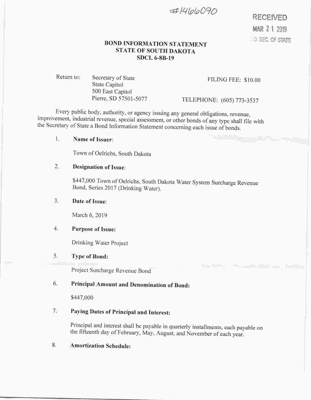 #1466090
RECEIVED
MAR 21 2019
SEC. OF STATE
BOND INFORMATION STATEMENT
STATE OF SOUTH DAKOTA
SDCL 6-8B-19
Return to: Secretary of State FILING FEE: $10.00
State Capitol
500 East Capitol
Pierre, SD 57501-5077 TELEPHONE: (605) 773-3537
Every public body, authority, or agency issuing any general obligations, revenue,
improvement, industrial revenue, special assessment, or other bonds of any type shall file with
the Secretary of State a Bond Information Statement concerning each issue of bonds.
1. Name of Issuer:
Town of Oelrichs, South Dakota
2. Designation of Issue:
$447,000 Town of Oelrichs, South Dakota Water System Surcharge Revenue
Bond, Series 2017 (Drinking Water).
3. Date of Issue:
March 6, 2019
4. Purpose of Issue:
Drinking Water Project
5. Type of Bond:
Project Surcharge Revenue Bond
6. Principal Amount and Denomination of Bond:
$447,000
7. Paying Dates of Principal and Interest:
Principal and interest shall be payable in quarterly installments, each payable on
the fifteenth day of February, May, August, and November of each year.
8. Amortization Schedule: